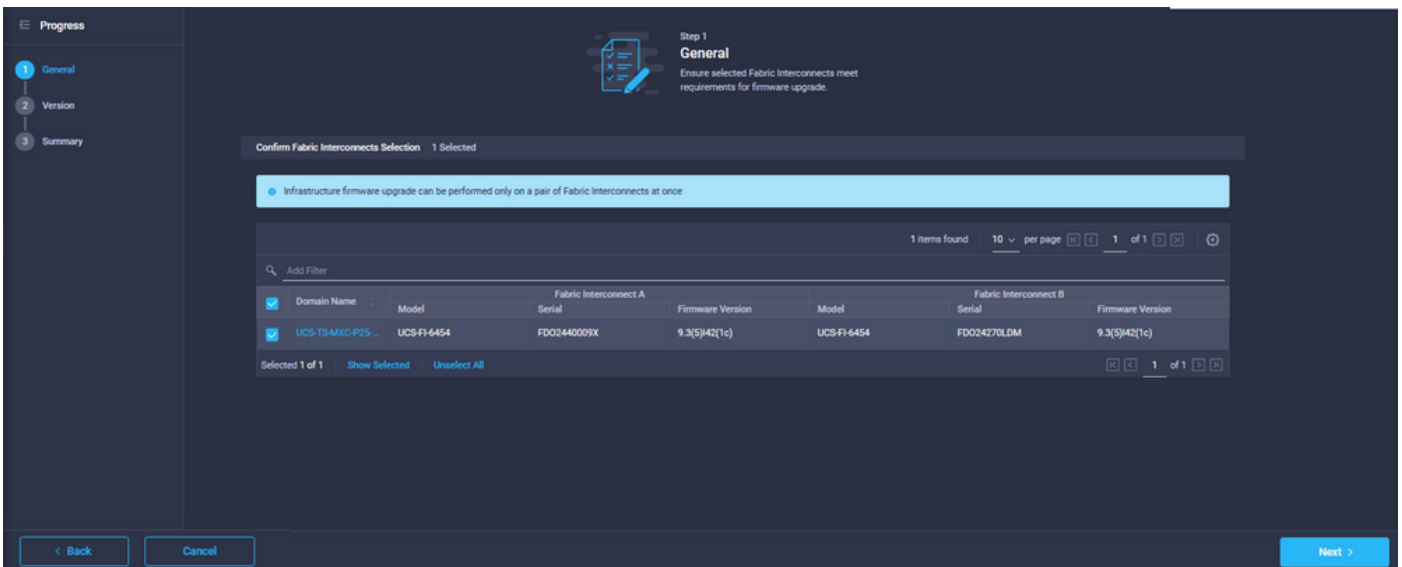 Progress
1 General
2 Version
3 Summary
Step 1
General
Ensure selected Fabric Interconnects meet
requirements for firmware upgrade.
Confirm Fabric Interconnects Selection 1 Selected
Infrastructure firmware upgrade can be performed only on a pair of Fabric Interconnects at once
1 items found 10 per page 1 of 1
Add Filter
Domain Name Fabric Interconnect A Fabric Interconnect B
Model Serial Firmware Version Model Serial Firmware Version
UCS-TS-MXC-P25-... UCS-FI-6454 FDO2440009X 9.3(5)I42(1c) UCS-FI-6454 FDO24270LDM 9.3(5)I42(1c)
Selected 1 of 1 Show Selected Unselect All 1 of 1
< Back Cancel Next >